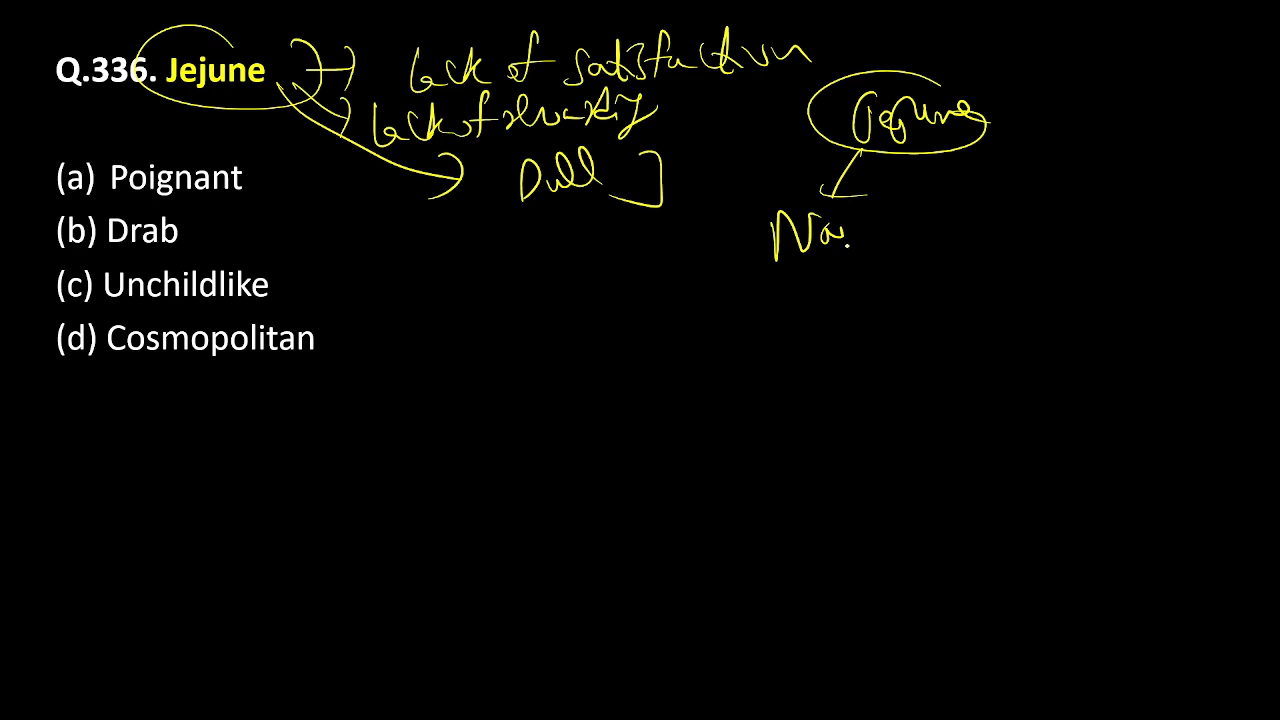 Q.336. Jejune
lack of satisfaction
lack of
Dull
Jejune
(a) Poignant
(b) Drab
(c) Unchildlike
(d) Cosmopolitan